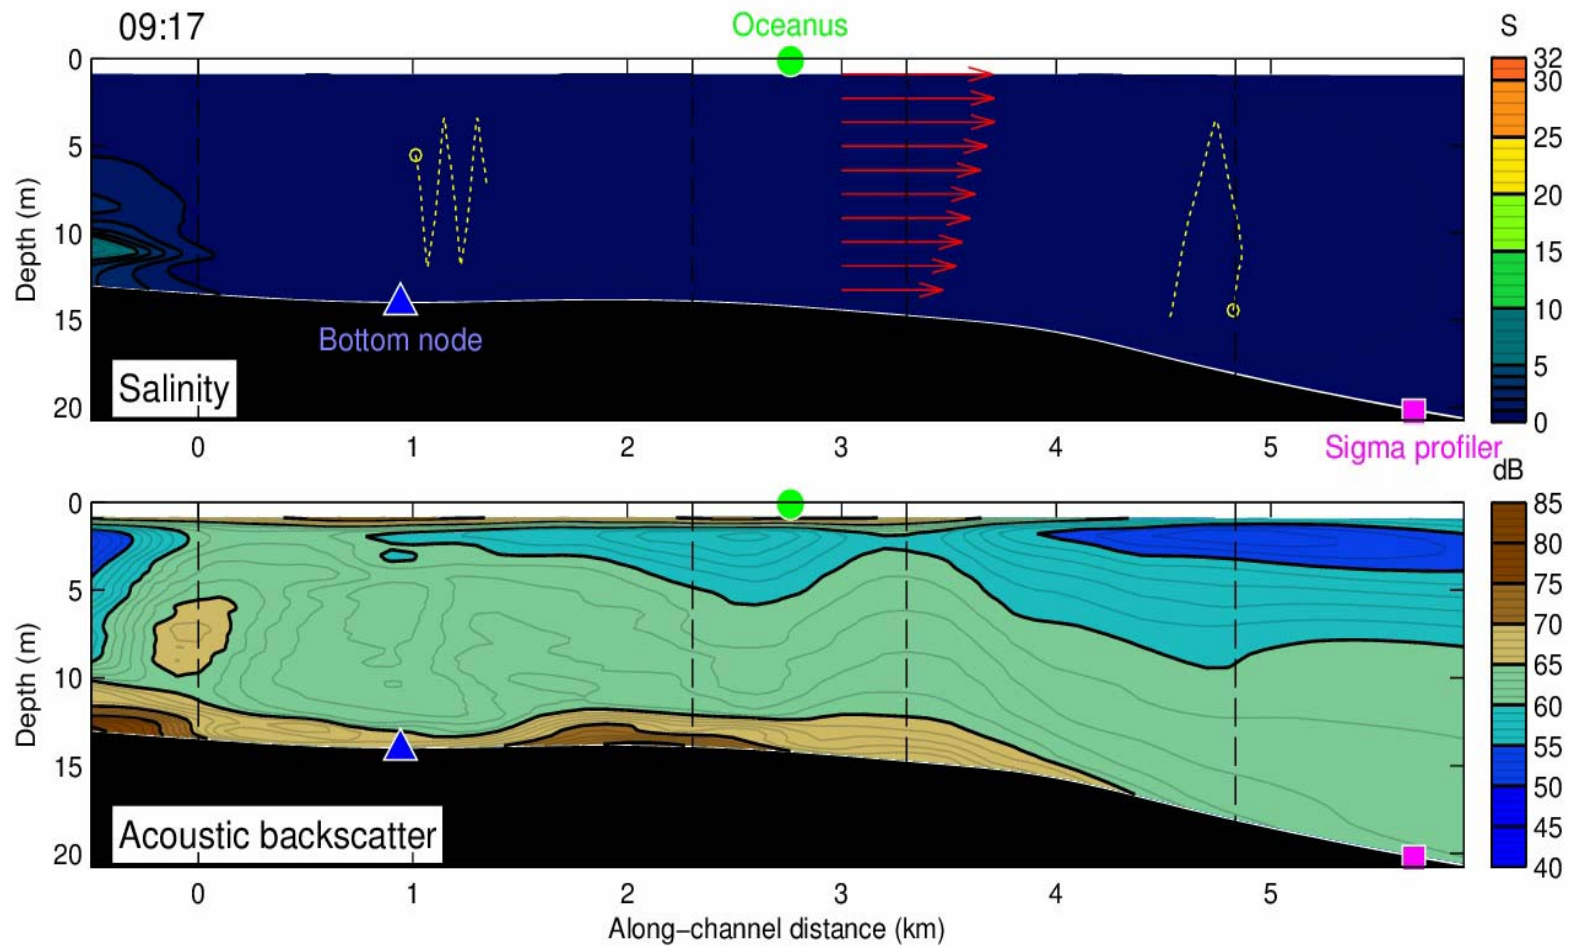 09:17
Oceanus
S
0
5
10
15
20
Depth (m)
Bottom node
Salinity
0 1 2 3 4 5
Sigma profiler
32
30
25
20
15
10
5
0
dB
0
5
10
15
20
Depth (m)
Acoustic backscatter
0 1 2 3 4 5
Along-channel distance (km)
85
80
75
70
65
60
55
50
45
40